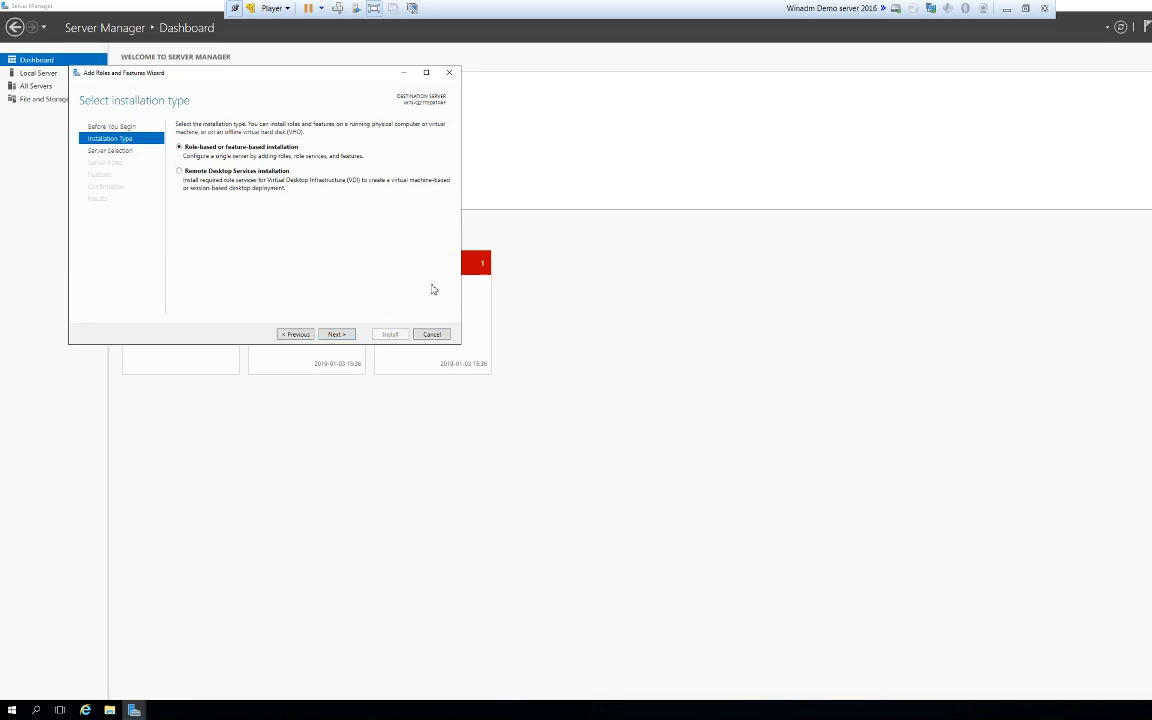 Server Manager
Player
Winadm Demo server 2016
Server Manager • Dashboard
Dashboard
Local Server
All Servers
File and Storage
WELCOME TO SERVER MANAGER
Add Roles and Features Wizard
Select installation type
DESTINATION SERVER
Before You Begin
Installation Type
Server Selection
Server Roles
Features
Confirmation
Results
Select the installation type. You can install roles and features on a running physical computer or virtual
machine, or on an offline virtual hard disk (VHD).
Role-based or feature-based installation
Configure a single server by adding roles, role services, and features.
Remote Desktop Services installation
Install required role services for Virtual Desktop Infrastructure (VDI) to create a virtual machine-based
or session-based desktop deployment.
< Previous
Next >
Install
Cancel
1
2019-01-03 15:36
2019-01-03 15:36